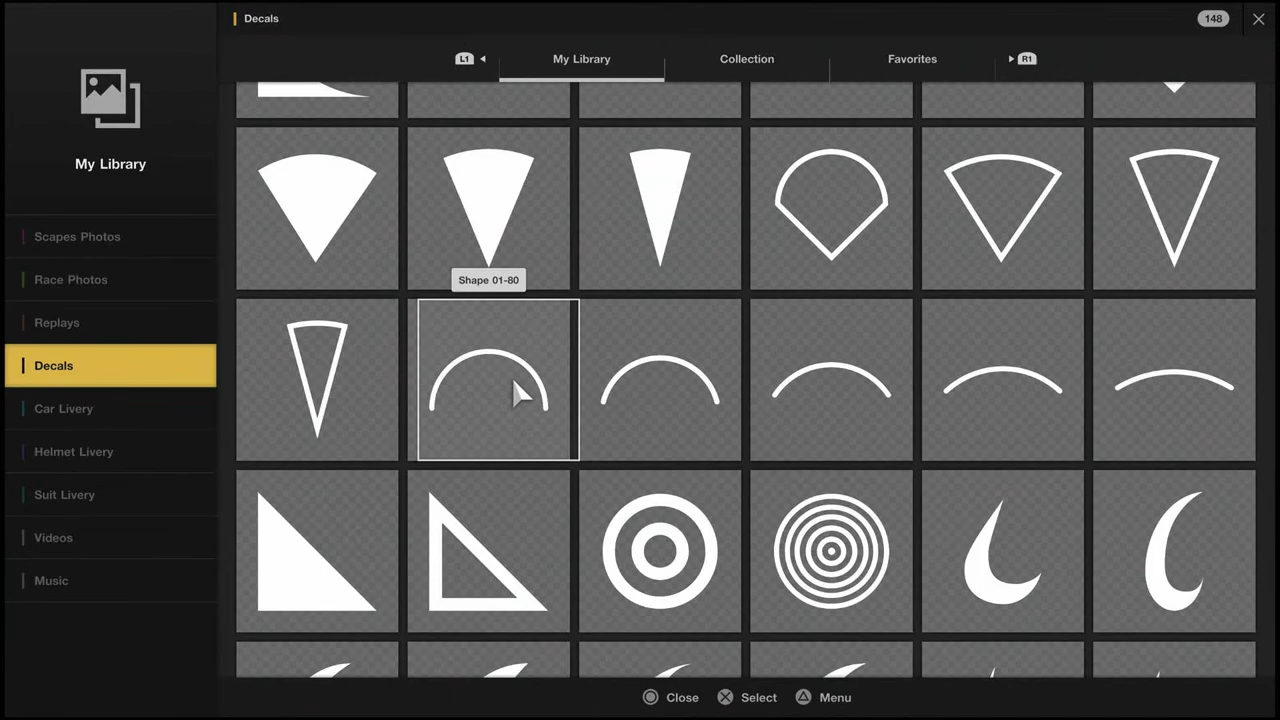 Decals
148
L1
My Library
Collection
Favorites
R1
My Library
Shape 01-80
Scapes Photos
Race Photos
Replays
Decals
Car Livery
Helmet Livery
Suit Livery
Videos
Music
Close
Select
Menu